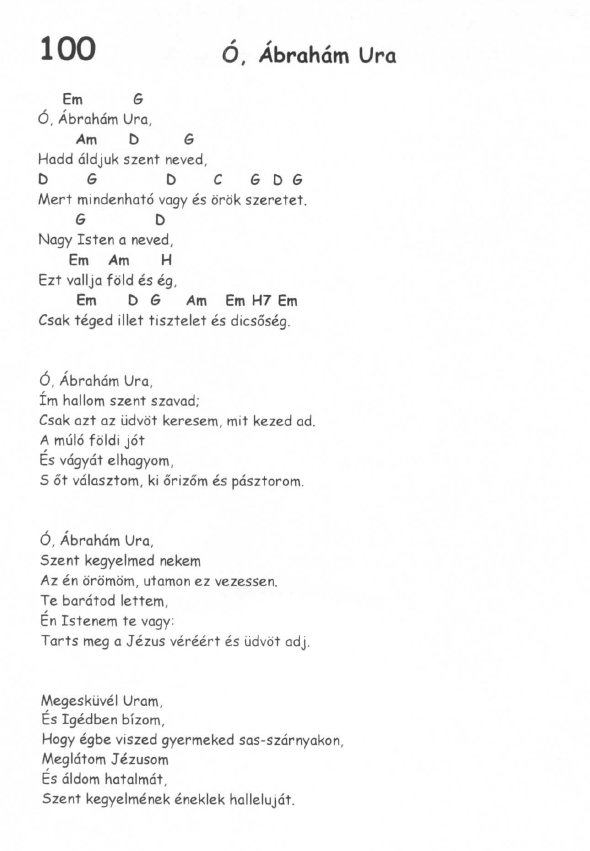 100
Ó, Ábrahám Ura
Em G
Ó, Ábrahám Ura,
Am D G
Hadd áldjuk szent neved,
D G D C G D G
Mert mindenható vagy és örök szeretet.
G D
Nagy Isten a neved,
Em Am H
Ezt vallja föld és ég,
Em D G Am Em H7 Em
Csak téged illet tisztelet és dicsőség.
Ó, Ábrahám Ura,
Ím hallom szent szavad;
Csak azt az üdvöt keresem, mit kezed ad.
A múló földi jót
És vágyát elhagyom,
S őt választom, ki őrizőm és pásztorom.
Ó, Ábrahám Ura,
Szent kegyelmed nekem
Az én örömöm, utamon ez vezessen.
Te barátod lettem,
Én Istenem te vagy:
Tarts meg a Jézus véréért és üdvöt adj.
Megesküvél Uram,
És Igédben bízom,
Hogy égbe viszed gyermeked sas-szárnyakon,
Meglátom Jézusom
És áldom hatalmát,
Szent kegyelmének éneklek halleluját.